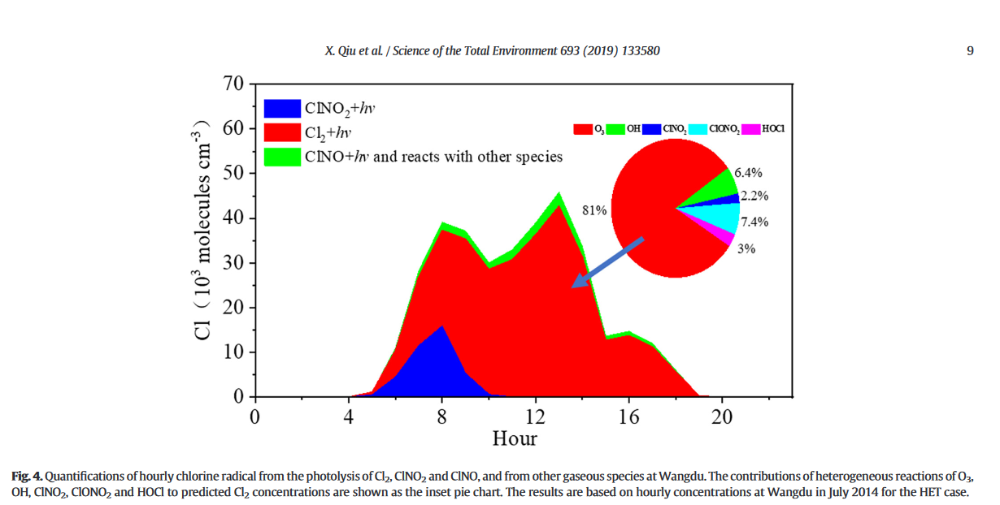 X. Qiu et al. / Science of the Total Environment 693 (2019) 133580
9
70
60
50
40
30
20
10
0
Cl ( 10³ molecules cm⁻³ )
ClNO₂+hv
Cl₂+hv
ClNO+hv and reacts with other species
O₃ OH ClNO₂ ClONO₂ HOCl
6.4%
2.2%
81%
7.4%
3%
0 4 8 12 16 20
Hour
Fig. 4. Quantifications of hourly chlorine radical from the photolysis of Cl₂, ClNO₂ and ClNO, and from other gaseous species at Wangdu. The contributions of heterogeneous reactions of O₃,
OH, ClNO₂, ClONO₂ and HOCl to predicted Cl₂ concentrations are shown as the inset pie chart. The results are based on hourly concentrations at Wangdu in July 2014 for the HET case.